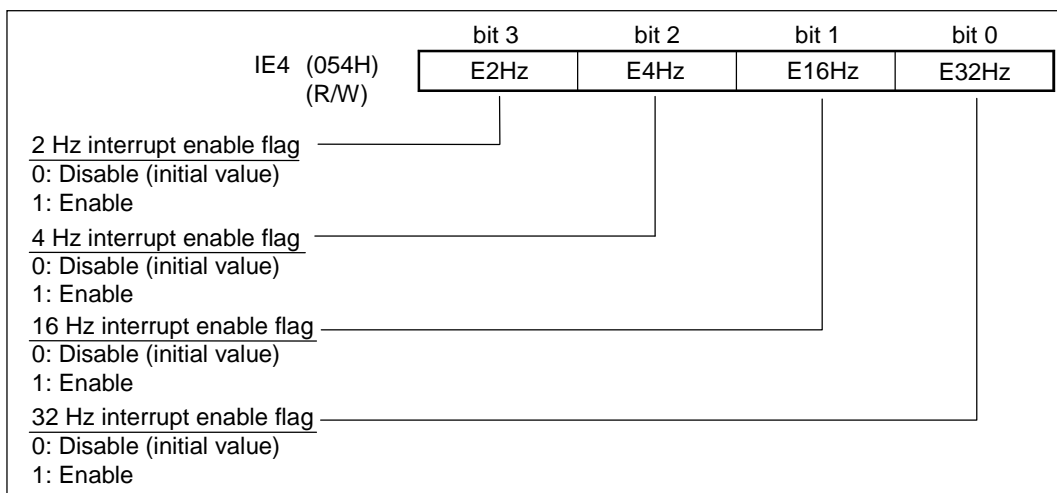 bit 3 bit 2 bit 1 bit 0
IE4 (054H) E2Hz E4Hz E16Hz E32Hz
(R/W)
2 Hz interrupt enable flag
0: Disable (initial value)
1: Enable
4 Hz interrupt enable flag
0: Disable (initial value)
1: Enable
16 Hz interrupt enable flag
0: Disable (initial value)
1: Enable
32 Hz interrupt enable flag
0: Disable (initial value)
1: Enable